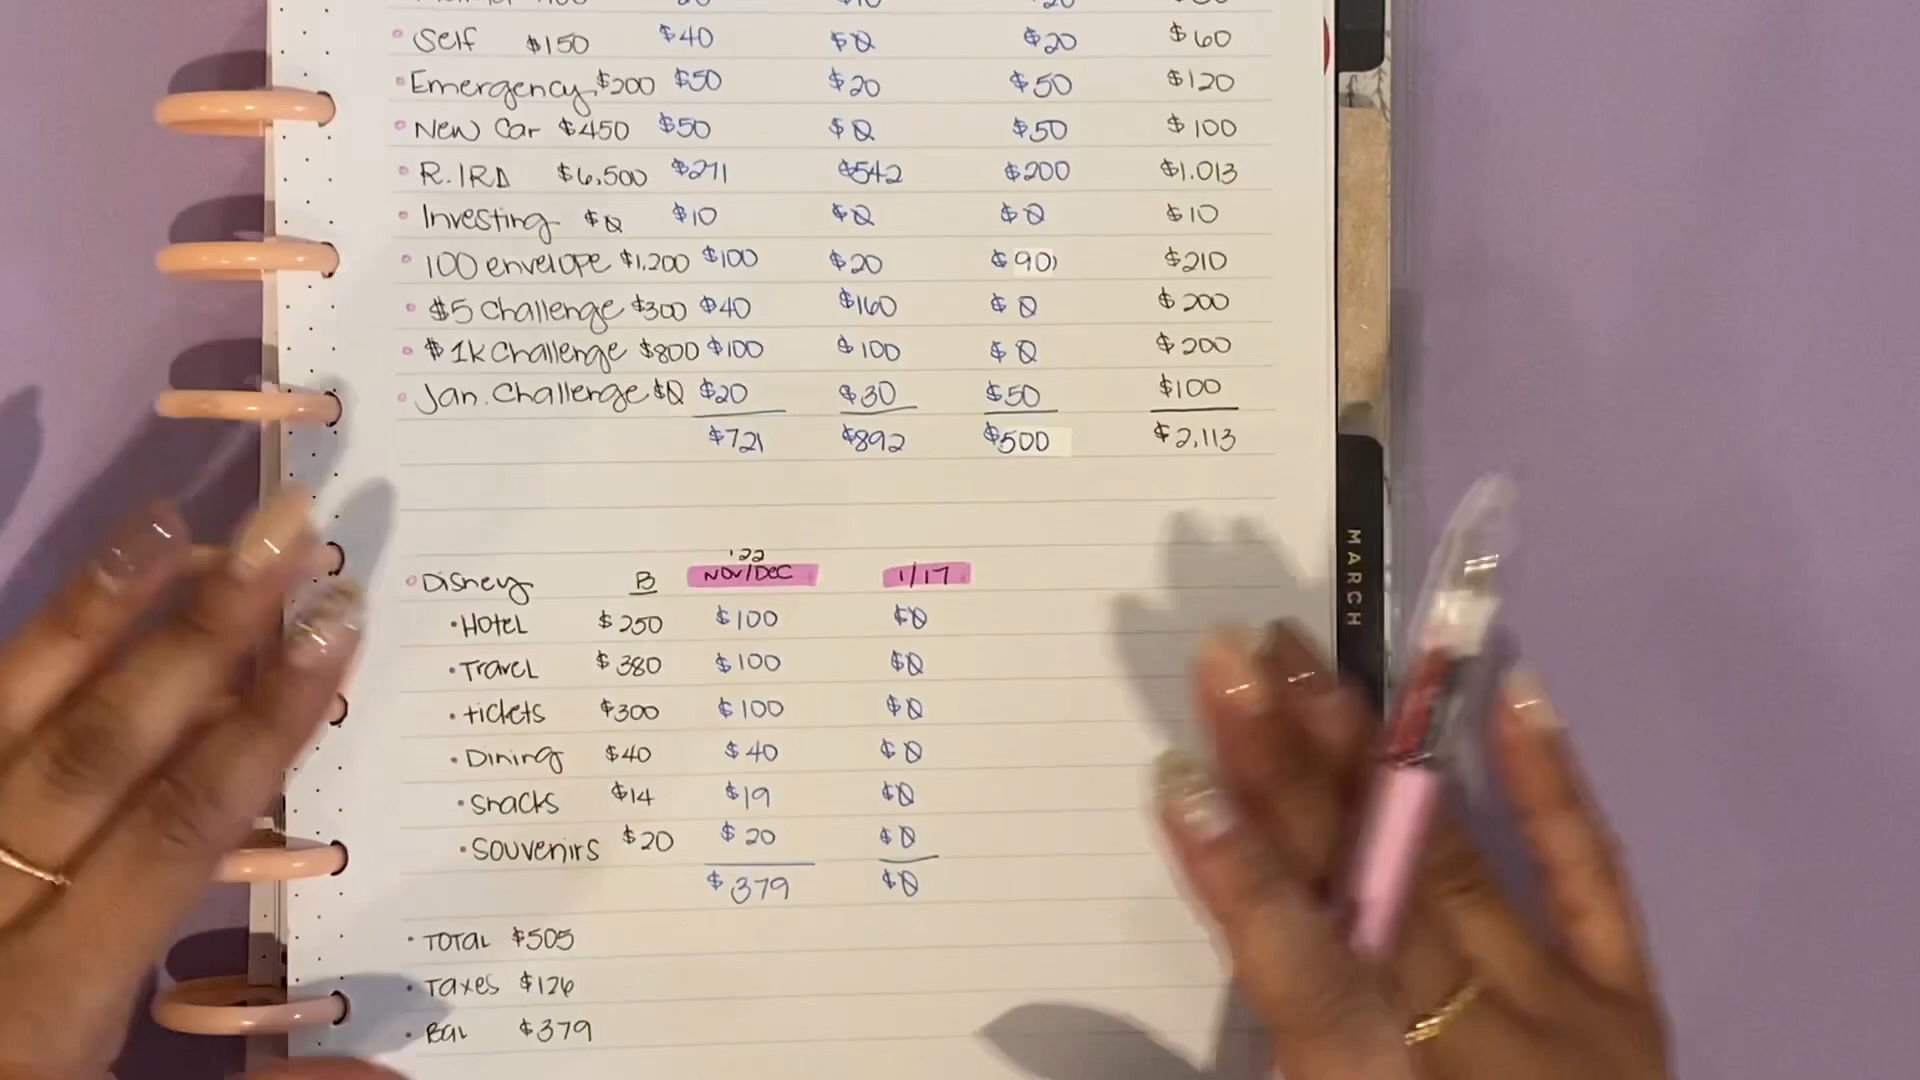 • Self $150 $40 $0 $20 $60
• Emergency $200 $50 $20 $50 $120
• New Car $450 $50 $0 $50 $100
• R.IRA $6,500 $271 $542 $200 $1.013
• Investing $0 $10 $0 $0 $10
• 100 envelope $1,200 $100 $20 $90 $210
• $5 Challenge $300 $40 $160 $0 $200
• $1k Challenge $800 $100 $100 $0 $200
• Jan. Challenge $0 $20 $30 $50 $100
$721 $892 $500 $2,113
'22
• Disney B Nov/Dec 1/17
• Hotel $250 $100 $0
• Travel $380 $100 $0
• tickets $300 $100 $0
• Dining $40 $40 $0
• snacks $14 $19 $0
• souvenirs $20 $20 $0
$379 $0
• Total $505
• Taxes $126
• Bal $379
MARCH